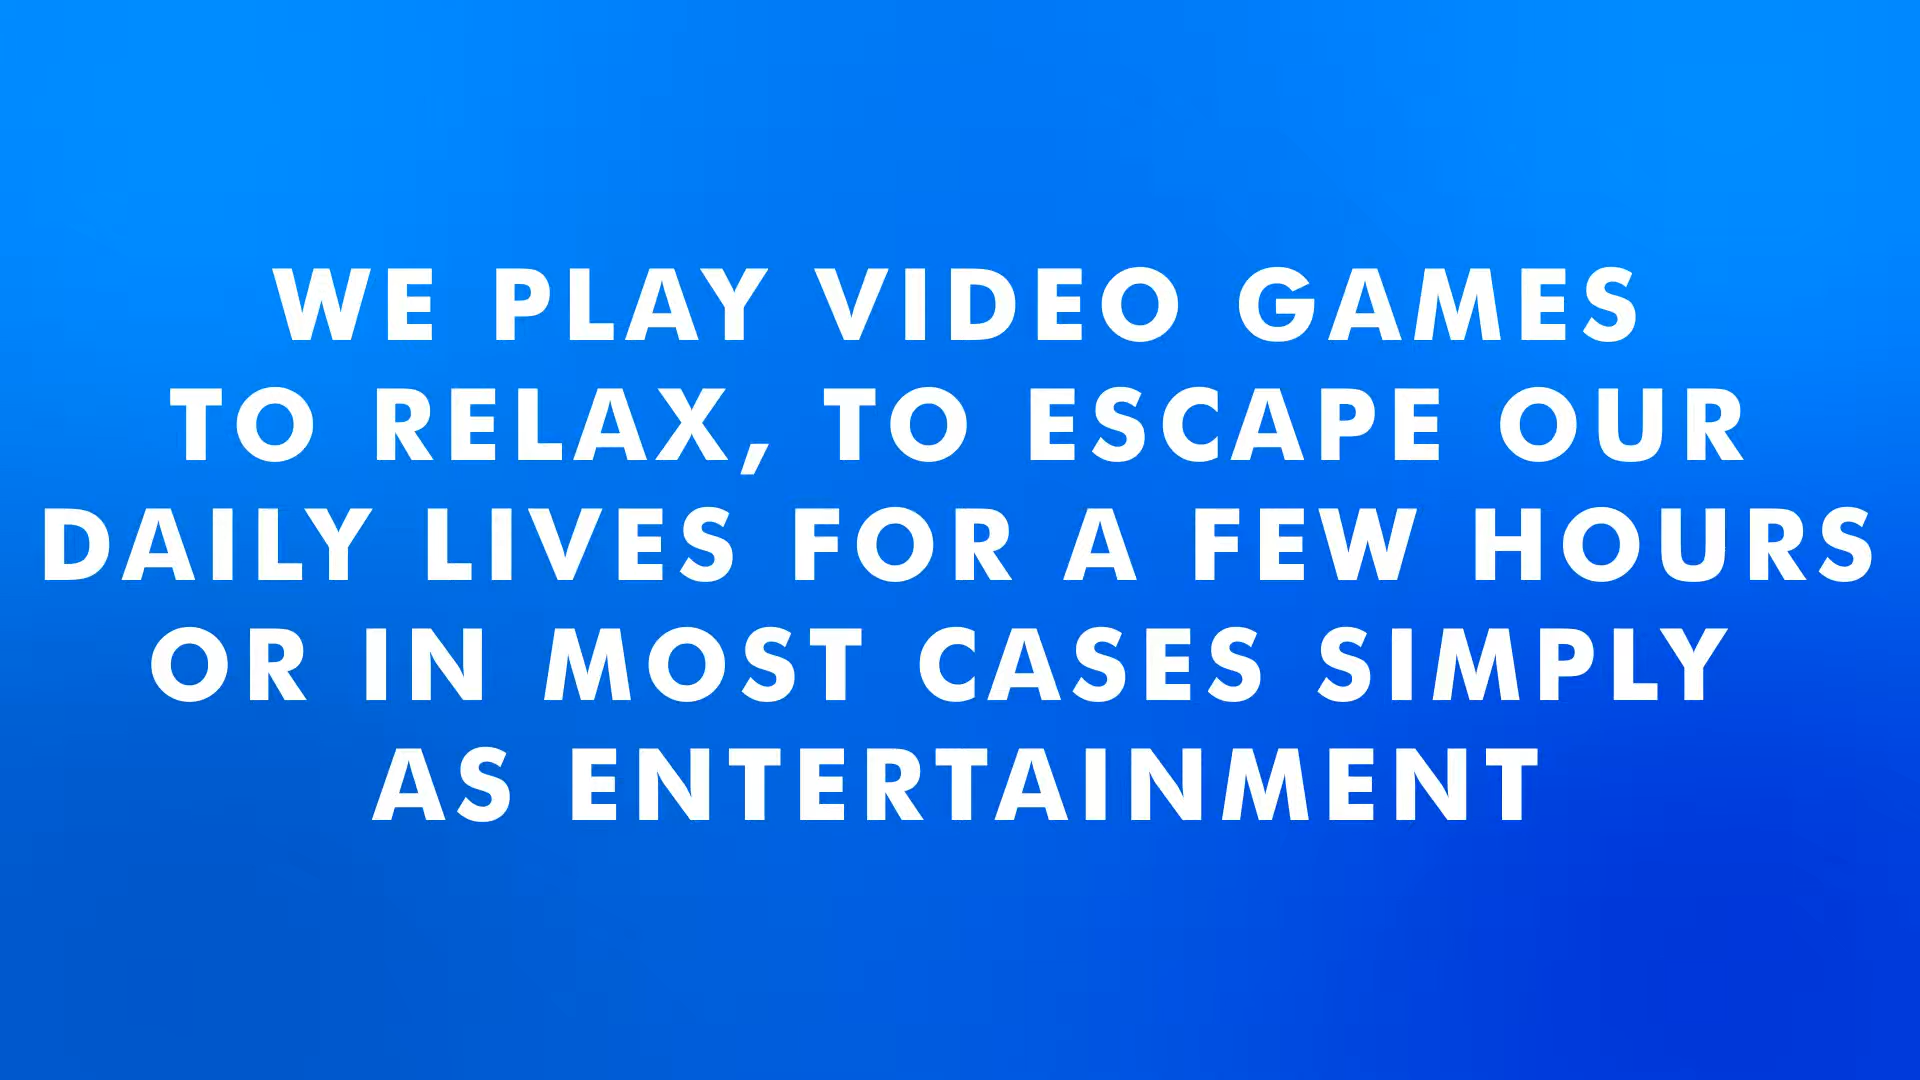 WE PLAY VIDEO GAMES
TO RELAX, TO ESCAPE OUR
DAILY LIVES FOR A FEW HOURS
OR IN MOST CASES SIMPLY
AS ENTERTAINMENT